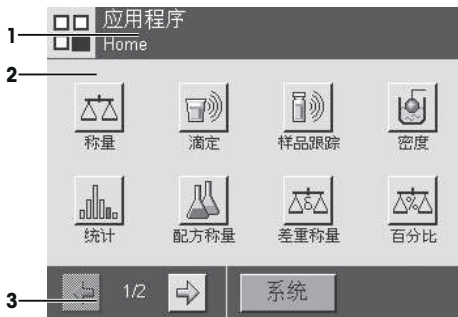 应用程序
1
Home
2
称量 滴定 样品跟踪 密度
统计 配方称量 差重称量 百分比
3
1/2 系统